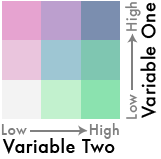 Low → High
Variable One
Low → High
Variable Two